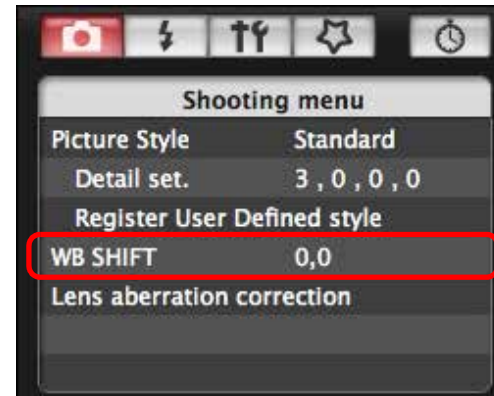 Shooting menu
Picture Style Standard
Detail set. 3 , 0 , 0 , 0
Register User Defined style
WB SHIFT 0,0
Lens aberration correction